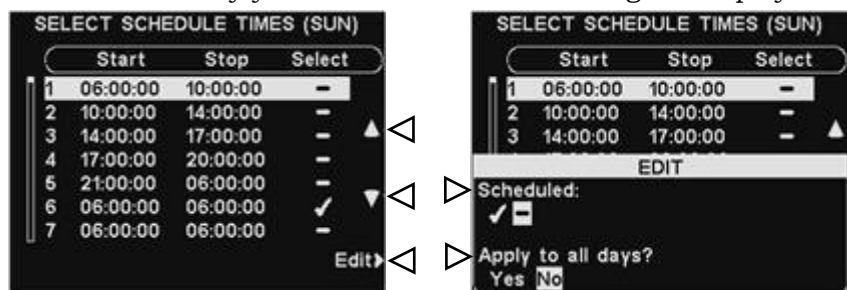 SELECT SCHEDULE TIMES (SUN)
Start Stop Select
1 06:00:00 10:00:00 –
2 10:00:00 14:00:00 –
3 14:00:00 17:00:00 –
4 17:00:00 20:00:00 –
5 21:00:00 06:00:00 –
6 06:00:00 06:00:00 ✓
7 06:00:00 06:00:00 –
Edit
SELECT SCHEDULE TIMES (SUN)
Start Stop Select
1 06:00:00 10:00:00 –
2 10:00:00 14:00:00 –
3 14:00:00 17:00:00 –
EDIT
Scheduled:
✓ –
Apply to all days?
Yes No